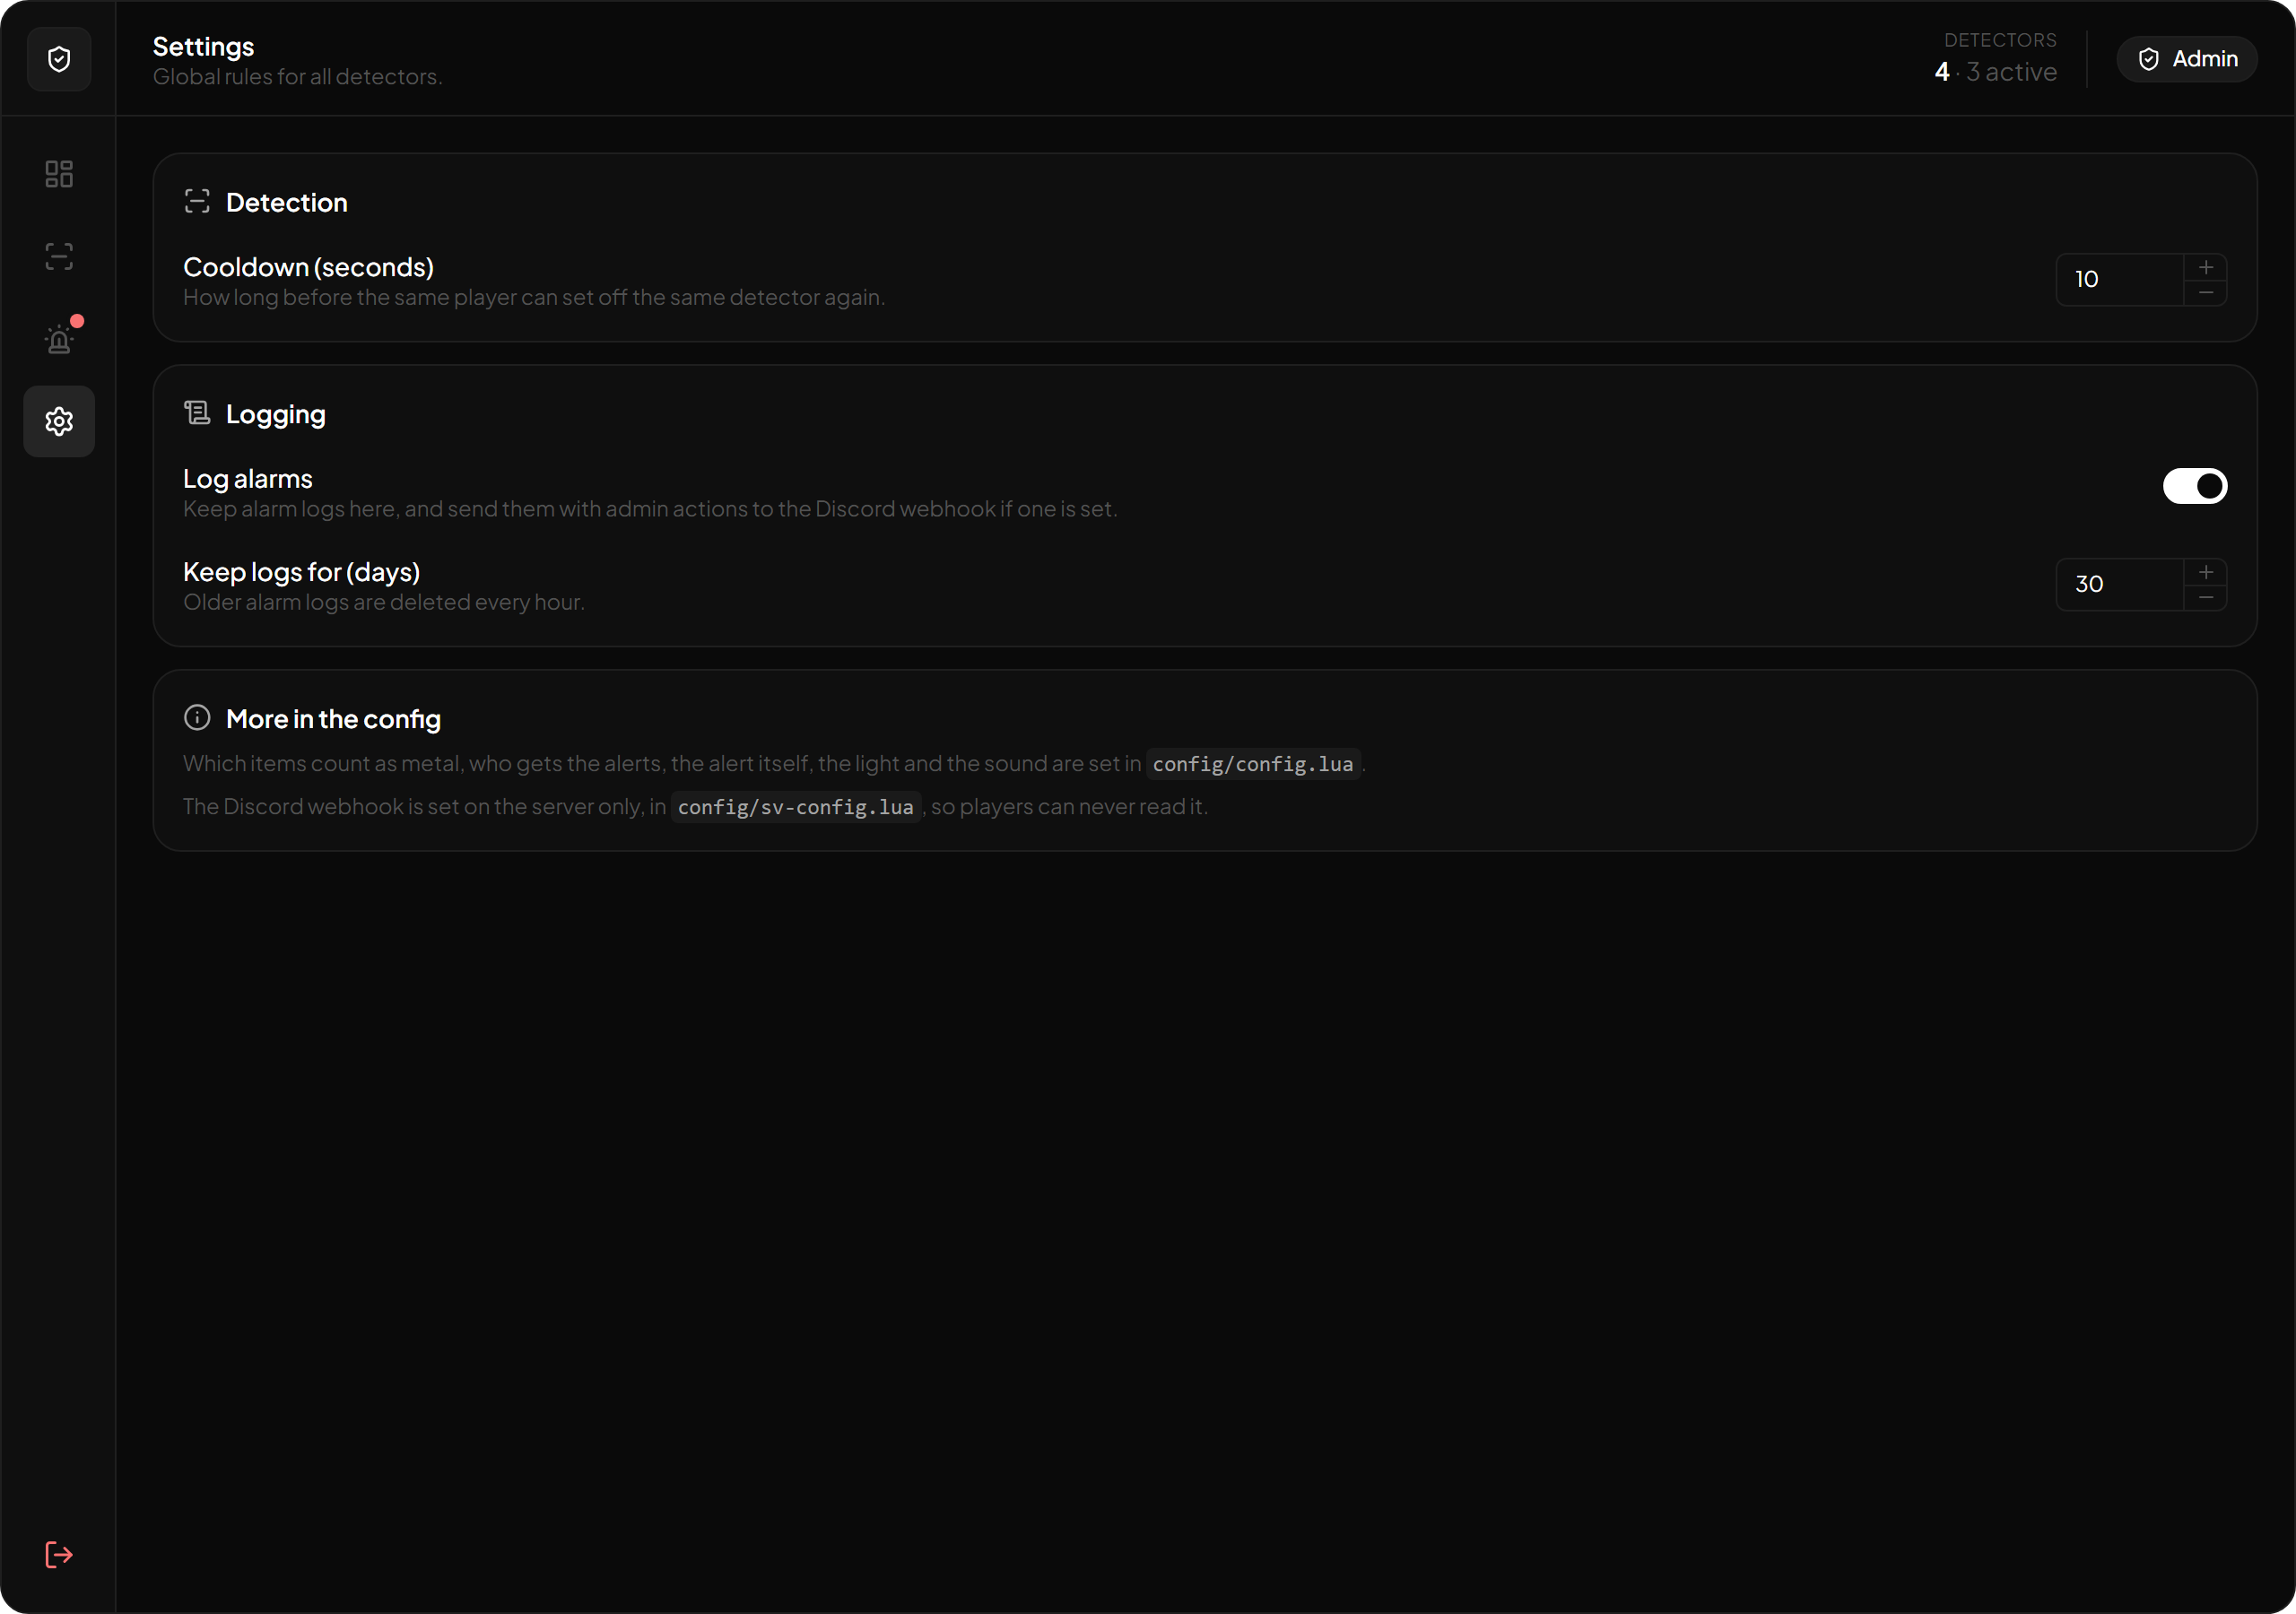 Settings
Global rules for all detectors.
DETECTORS
4 · 3 active
Admin
Detection
Cooldown (seconds)
How long before the same player can set off the same detector again.
10
Logging
Log alarms
Keep alarm logs here, and send them with admin actions to the Discord webhook if one is set.
Keep logs for (days)
Older alarm logs are deleted every hour.
30
More in the config
Which items count as metal, who gets the alerts, the alert itself, the light and the sound are set in config/config.lua.
The Discord webhook is set on the server only, in config/sv-config.lua, so players can never read it.